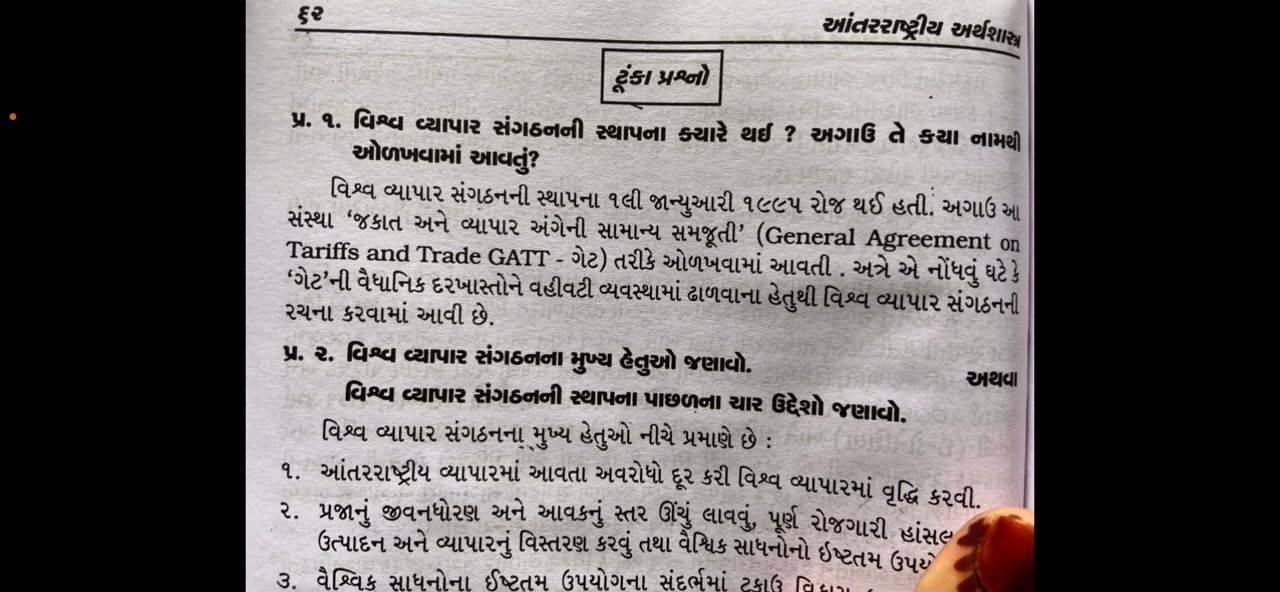 ૬૨
આંતરરાષ્ટ્રીય અર્થશાસ્ત્ર
ટૂંકા પ્રશ્નો
પ્ર. ૧. વિશ્વ વ્યાપાર સંગઠનની સ્થાપના ક્યારે થઈ ? અગાઉ તે કયા નામથી
ઓળખવામાં આવતું?
વિશ્વ વ્યાપાર સંગઠનની સ્થાપના ૧લી જાન્યુઆરી ૧૯૯૫ રોજ થઈ હતી. અગાઉ આ
સંસ્થા ‘જકાત અને વ્યાપાર અંગેની સામાન્ય સમજૂતી’ (General Agreement on
Tariffs and Trade GATT - ગેટ) તરીકે ઓળખવામાં આવતી . અત્રે એ નોંધવું ઘટે કે
‘ગેટ’ની વૈધાનિક દરખાસ્તોને વહીવટી વ્યવસ્થામાં ઢાળવાના હેતુથી વિશ્વ વ્યાપાર સંગઠનની
રચના કરવામાં આવી છે.
પ્ર. ૨. વિશ્વ વ્યાપાર સંગઠનના મુખ્ય હેતુઓ જણાવો.
અથવા
વિશ્વ વ્યાપાર સંગઠનની સ્થાપના પાછળના ચાર ઉદ્દેશો જણાવો.
વિશ્વ વ્યાપાર સંગઠનના મુખ્ય હેતુઓ નીચે પ્રમાણે છે :
૧. આંતરરાષ્ટ્રીય વ્યાપારમાં આવતા અવરોધો દૂર કરી વિશ્વ વ્યાપારમાં વૃદ્ધિ કરવી.
૨. પ્રજાનું જીવનધોરણ અને આવકનું સ્તર ઊંચું લાવવું, પૂર્ણ રોજગારી હાંસલ
ઉત્પાદન અને વ્યાપારનું વિસ્તરણ કરવું તથા વૈશ્વિક સાધનોનો ઈષ્ટતમ
૩. વૈશ્વિક સાધનોના ઈષ્ટતમ ઉપયોગના સંદર્ભમાં ટકાઉ